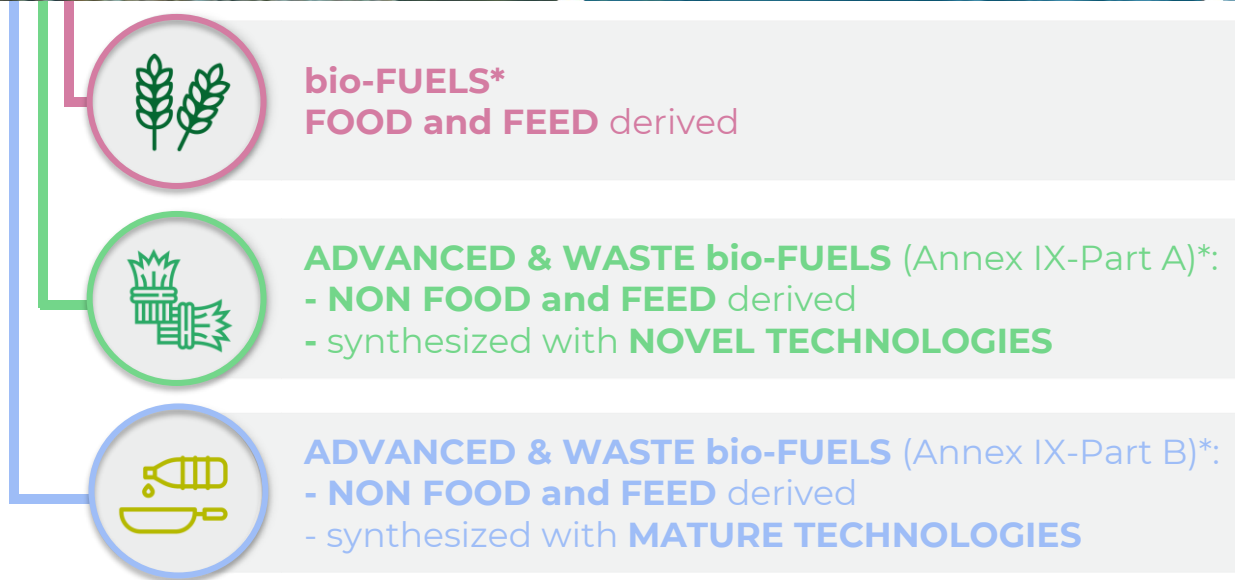 bio-FUELS*
FOOD and FEED derived
ADVANCED & WASTE bio-FUELS (Annex IX-Part A)*:
- NON FOOD and FEED derived
- synthesized with NOVEL TECHNOLOGIES
ADVANCED & WASTE bio-FUELS (Annex IX-Part B)*:
- NON FOOD and FEED derived
- synthesized with MATURE TECHNOLOGIES